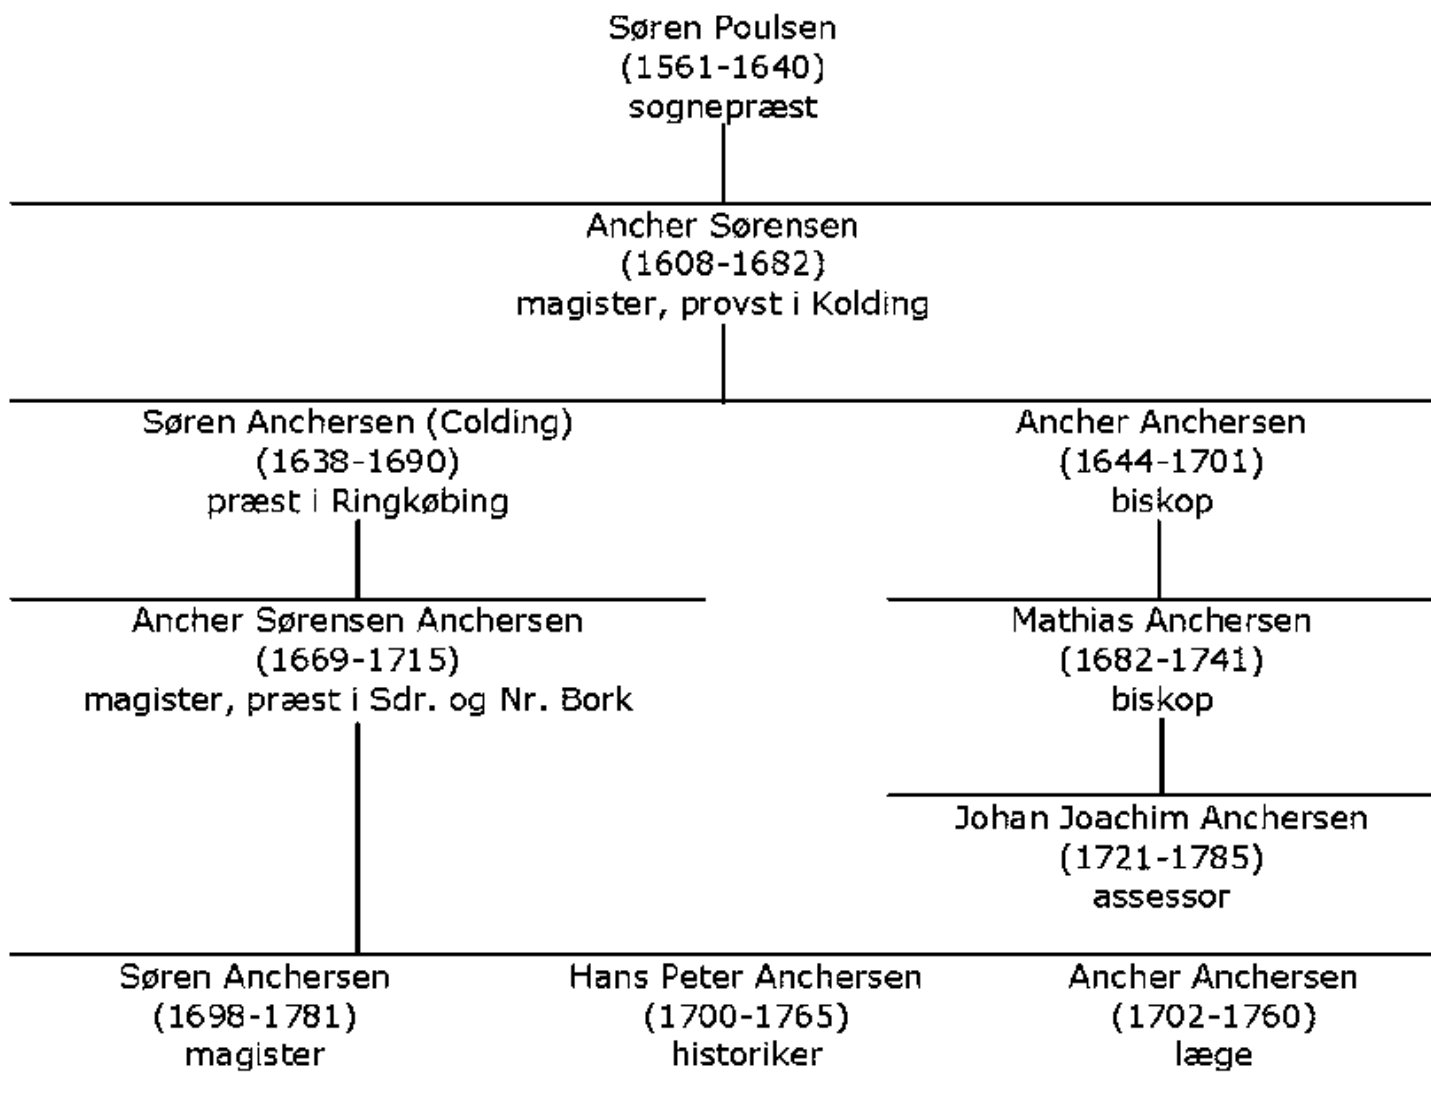 Søren Poulsen
(1561-1640)
sognepræst
Ancher Sørensen
(1608-1682)
magister, provst i Kolding
Søren Anchersen (Colding)
(1638-1690)
præst i Ringkøbing
Ancher Anchersen
(1644-1701)
biskop
Ancher Sørensen Anchersen
(1669-1715)
magister, præst i Sdr. og Nr. Bork
Mathias Anchersen
(1682-1741)
biskop
Johan Joachim Anchersen
(1721-1785)
assessor
Søren Anchersen
(1698-1781)
magister
Hans Peter Anchersen
(1700-1765)
historiker
Ancher Anchersen
(1702-1760)
læge